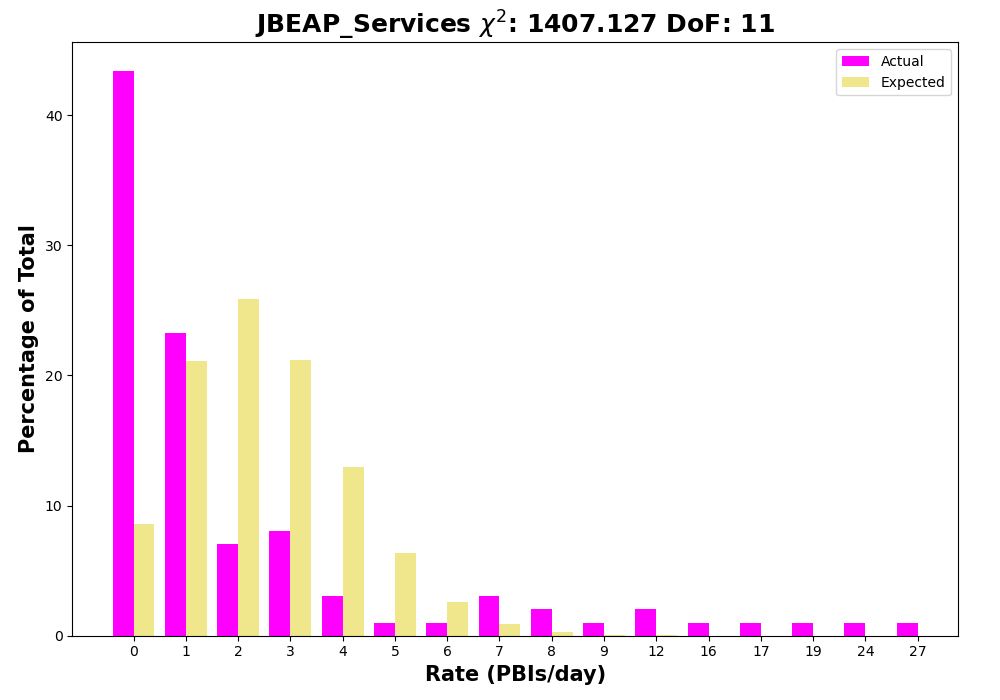 JBEAP_Services χ²: 1407.127 DoF: 11
Actual
Expected
Percentage of Total
40
30
20
10
0
0 1 2 3 4 5 6 7 8 9 12 16 17 19 24 27
Rate (PBIs/day)